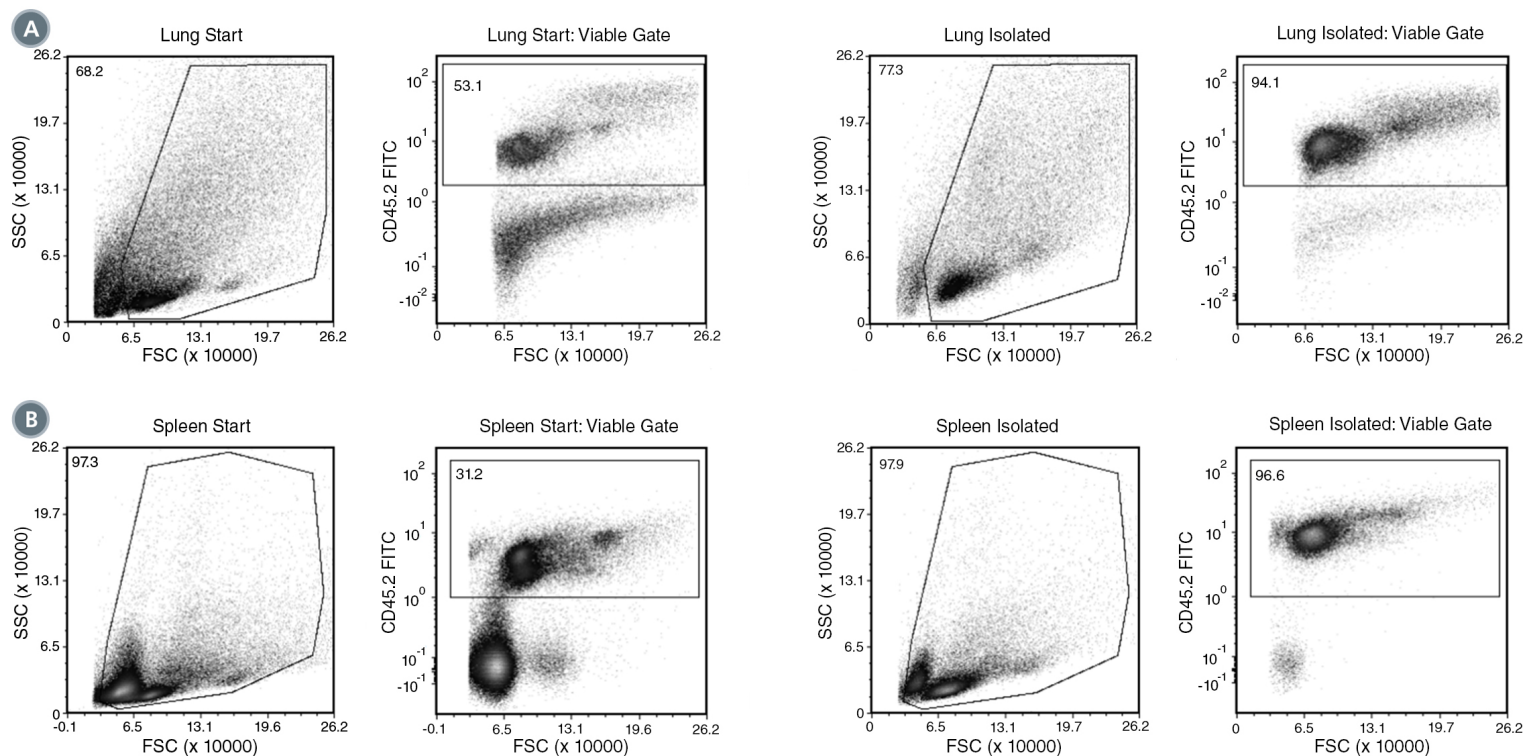 A
Lung Start
68.2
26.2
19.7
13.1
6.5
0
SSC (x 10000)
0 6.5 13.1 19.7 26.2
FSC (x 10000)
Lung Start: Viable Gate
53.1
10²
10¹
10⁰
10⁻¹
-10⁻²
CD45.2 FITC
0 6.5 13.1 19.7 26.2
FSC (x 10000)
Lung Isolated
77.3
26.2
19.7
13.1
6.6
0
SSC (x 10000)
0 6.6 13.1 19.7 26.2
FSC (x 10000)
Lung Isolated: Viable Gate
94.1
10²
10¹
10⁰
10⁻¹
-10⁻²
CD45.2 FITC
0 6.6 13.1 19.7 26.2
FSC (x 10000)
B
Spleen Start
97.3
26.2
19.7
13.1
6.5
0
SSC (x 10000)
-0.1 6.5 13.1 19.6 26.2
FSC (x 10000)
Spleen Start: Viable Gate
31.2
10²
10¹
10⁰
10⁻¹
-10⁻¹
CD45.2 FITC
-0.1 6.5 13.1 19.6 26.2
FSC (x 10000)
Spleen Isolated
97.9
26.2
19.7
13.1
6.5
0
SSC (x 10000)
0 6.5 13.1 19.7 26.2
FSC (x 10000)
Spleen Isolated: Viable Gate
96.6
10²
10¹
10⁰
10⁻¹
-10⁻¹
CD45.2 FITC
0 6.5 13.1 19.7 26.2
FSC (x 10000)